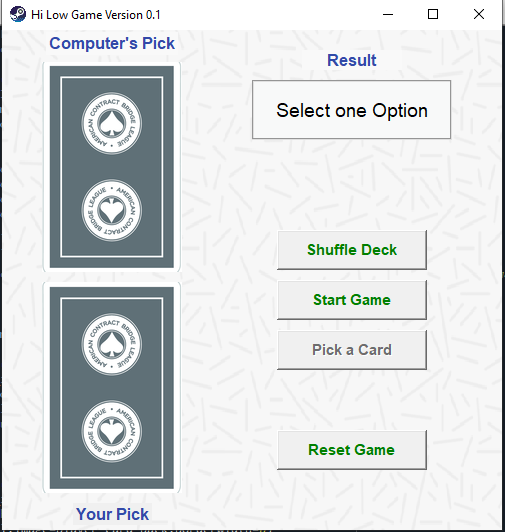 Hi Low Game Version 0.1
Computer's Pick
Result
Select one Option
AMERICAN CONTRACT BRIDGE LEAGUE •
AMERICAN CONTRACT BRIDGE LEAGUE •
Shuffle Deck
Start Game
Pick a Card
AMERICAN CONTRACT BRIDGE LEAGUE •
AMERICAN CONTRACT BRIDGE LEAGUE •
Reset Game
Your Pick